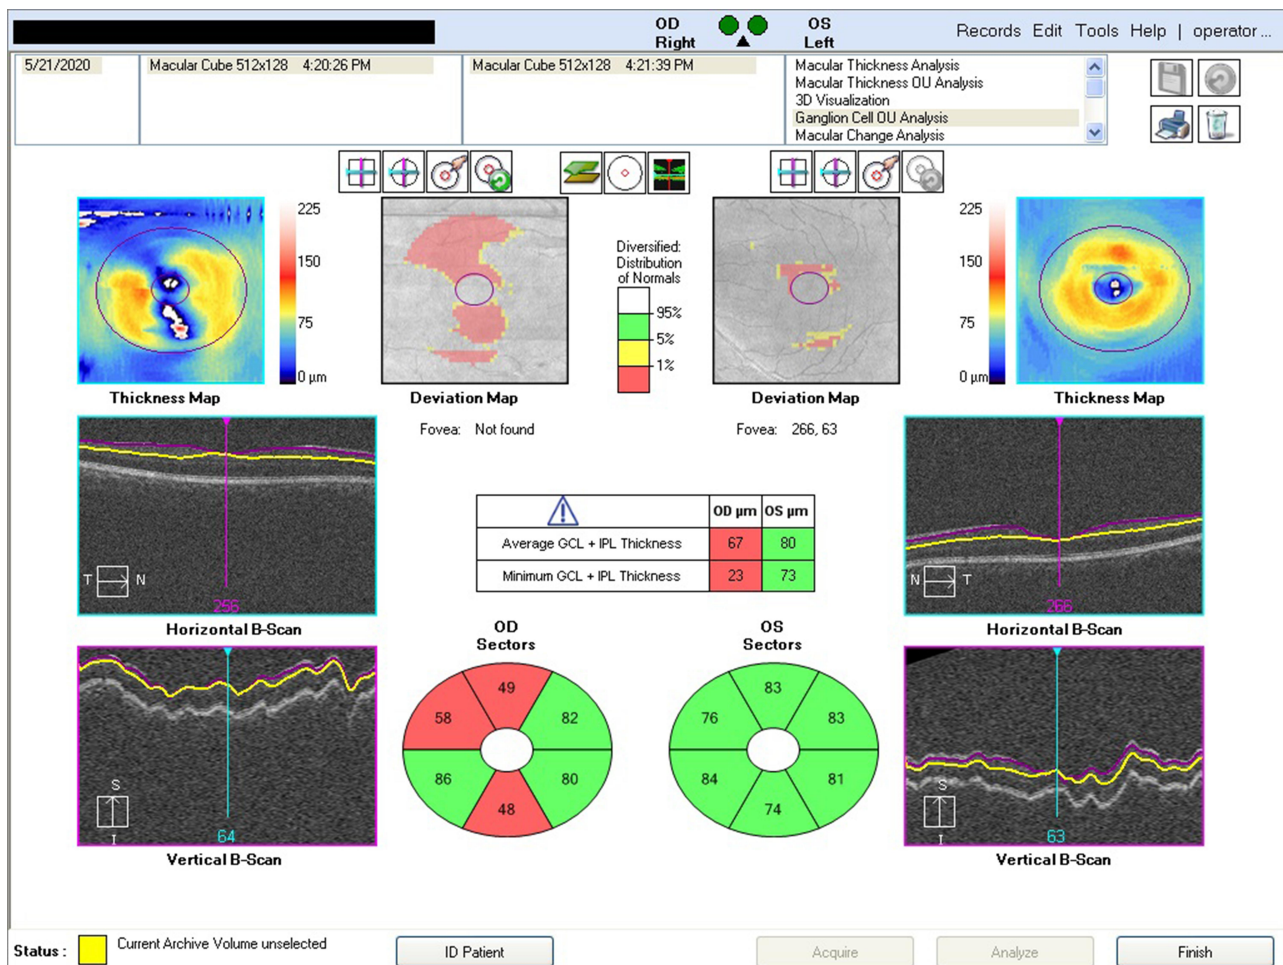 OD
Right
OS
Left
Records Edit Tools Help | operator ...
5/21/2020
Macular Cube 512x128 4:20:26 PM
Macular Cube 512x128 4:21:39 PM
Macular Thickness Analysis
Macular Thickness OU Analysis
3D Visualization
Ganglion Cell OU Analysis
Macular Change Analysis
225
150
75
0 µm
Thickness Map
Deviation Map
Fovea: Not found
Diversified:
Distribution
of Normals
95%
5%
1%
Deviation Map
Fovea: 266, 63
225
150
75
0 µm
Thickness Map
T N
256
Horizontal B-Scan
OD µm OS µm
Average GCL + IPL Thickness 67 80
Minimum GCL + IPL Thickness 23 73
N T
266
Horizontal B-Scan
S
I
64
Vertical B-Scan
OD
Sectors
49
58
82
86
80
48
OS
Sectors
83
76
83
84
81
74
S
I
63
Vertical B-Scan
Status :
Current Archive Volume unselected
ID Patient
Acquire
Analyze
Finish